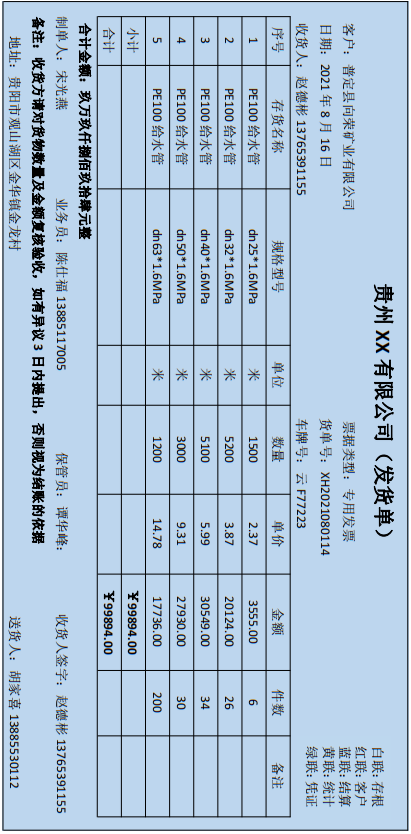 贵州 XX 有限公司（发货单）
白联：存根
客户：普定县向荣矿业有限公司 票据类型：专用发票 红联：客户
日期：2021 年 8 月 16 日 货单号：XH2021080114 蓝联：结算
收货人：赵德彬 13765391155 车牌号：云 F77223 黄联：统计
绿联：凭证
序号 存货名称 规格型号 单位 数量 单价 金额 件数 备注
1 PE100 给水管 dn25*1.6MPa 米 1500 2.37 3555.00 6
2 PE100 给水管 dn32*1.6MPa 米 5200 3.87 20124.00 26
3 PE100 给水管 dn40*1.6MPa 米 5100 5.99 30549.00 34
4 PE100 给水管 dn50*1.6MPa 米 3000 9.31 27930.00 30
5 PE100 给水管 dn63*1.6MPa 米 1200 14.78 17736.00 200
小计 ￥99894.00
合计 ￥99894.00
合计金额：玖万玖仟捌佰玖拾肆元整
制单人：宋光燕 业务员：陈仕福 13885117005 保管员：谭华峰： 收货人签字：赵德彬 13765391155
备注：收货方请对货物数量及金额复核验收，如有异议 3 日内提出，否则视为结账的依据
地址：贵阳市观山湖区金华镇金龙村 送货人：胡家喜 13885530112